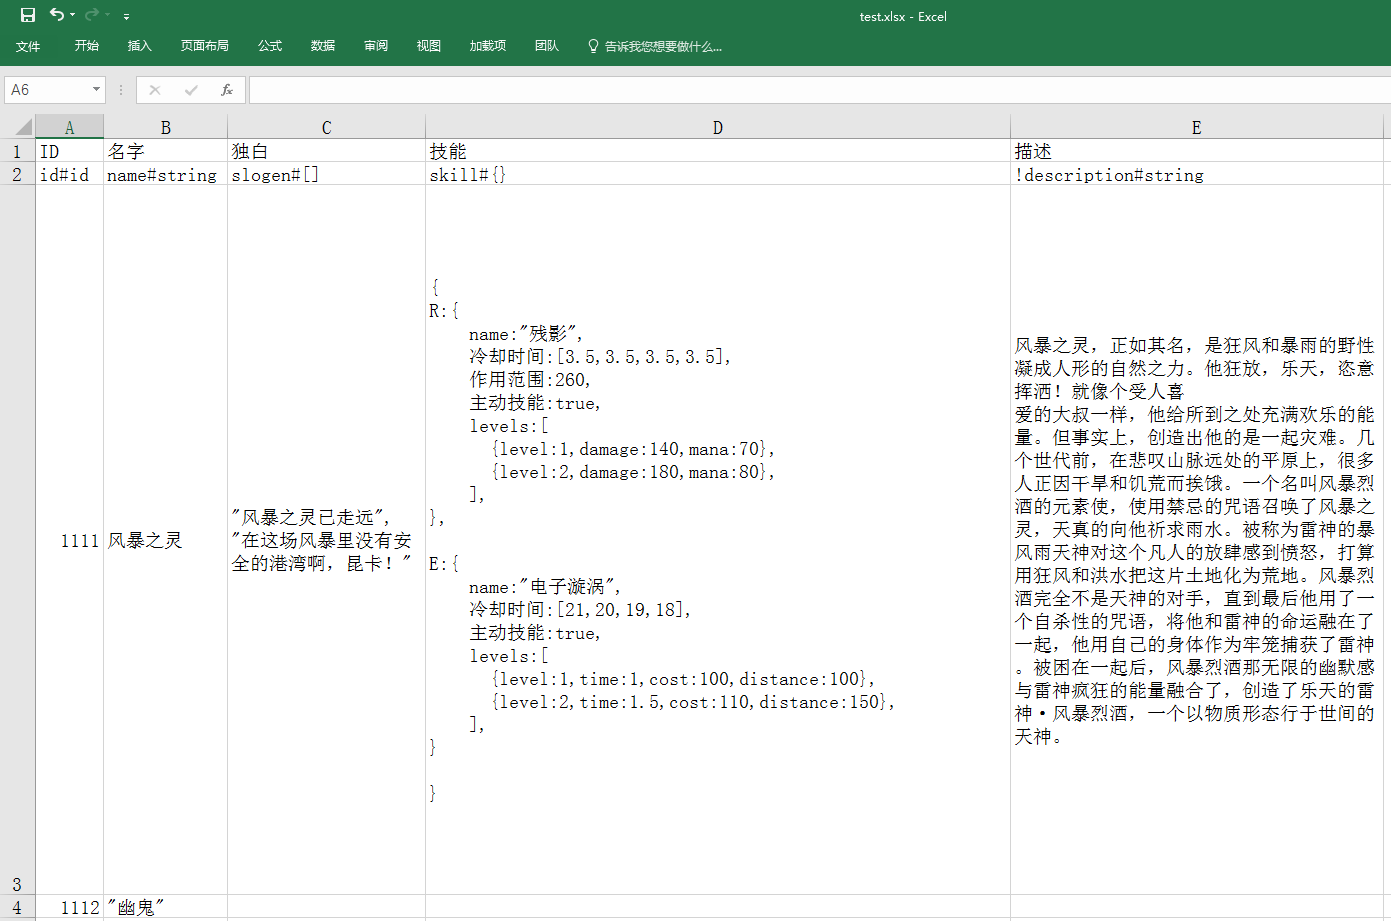 test.xlsx - Excel
文件 开始 插入 页面布局 公式 数据 审阅 视图 加载项 团队 告诉我您想要做什么...
A6 fx
A B C D E
1 ID 名字 独白 技能 描述
2 id#id name#string slogen#[] skill#{} !description#string
3
1111
风暴之灵
"风暴之灵已走远",
"在这场风暴里没有安
全的港湾啊，昆卡！"
{
R:{
name:"残影",
冷却时间:[3.5,3.5,3.5,3.5],
作用范围:260,
主动技能:true,
levels:[
{level:1,damage:140,mana:70},
{level:2,damage:180,mana:80},
],
},
E:{
name:"电子漩涡",
冷却时间:[21,20,19,18],
主动技能:true,
levels:[
{level:1,time:1,cost:100,distance:100},
{level:2,time:1.5,cost:110,distance:150},
],
}
}
风暴之灵，正如其名，是狂风和暴雨的野性
凝成人形的自然之力。他狂放，乐天，恣意
挥洒！就像个受人喜
爱的大叔一样，他给所到之处充满欢乐的能
量。但事实上，创造出他的是一起灾难。几
个世代前，在悲叹山脉远处的平原上，很多
人正因干旱和饥荒而挨饿。一个名叫风暴烈
酒的元素使，使用禁忌的咒语召唤了风暴之
灵，天真的向他祈求雨水。被称为雷神的暴
风雨天神对这个凡人的放肆感到愤怒，打算
用狂风和洪水把这片土地化为荒地。风暴烈
酒完全不是天神的对手，直到最后他用了一
个自杀性的咒语，将他和雷神的命运融在了
一起，他用自己的身体作为牢笼捕获了雷神
。被困在一起后，风暴烈酒那无限的幽默感
与雷神疯狂的能量融合了，创造了乐天的雷
神·风暴烈酒，一个以物质形态行于世间的
天神。
4 1112 "幽鬼"